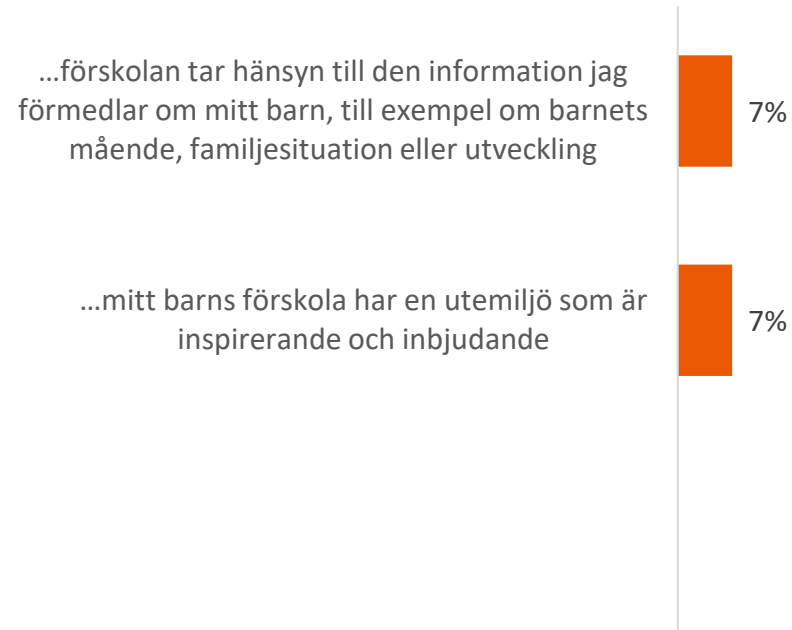 …förskolan tar hänsyn till den information jag
förmedlar om mitt barn, till exempel om barnets
mående, familjesituation eller utveckling
7%
…mitt barns förskola har en utemiljö som är
inspirerande och inbjudande
7%